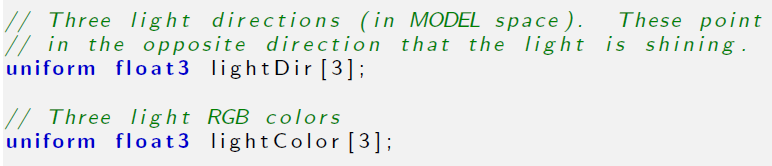 // Three light directions (in MODEL space). These point
// in the opposite direction that the light is shining.
uniform float3 lightDir[3];
// Three light RGB colors
uniform float3 lightColor[3];